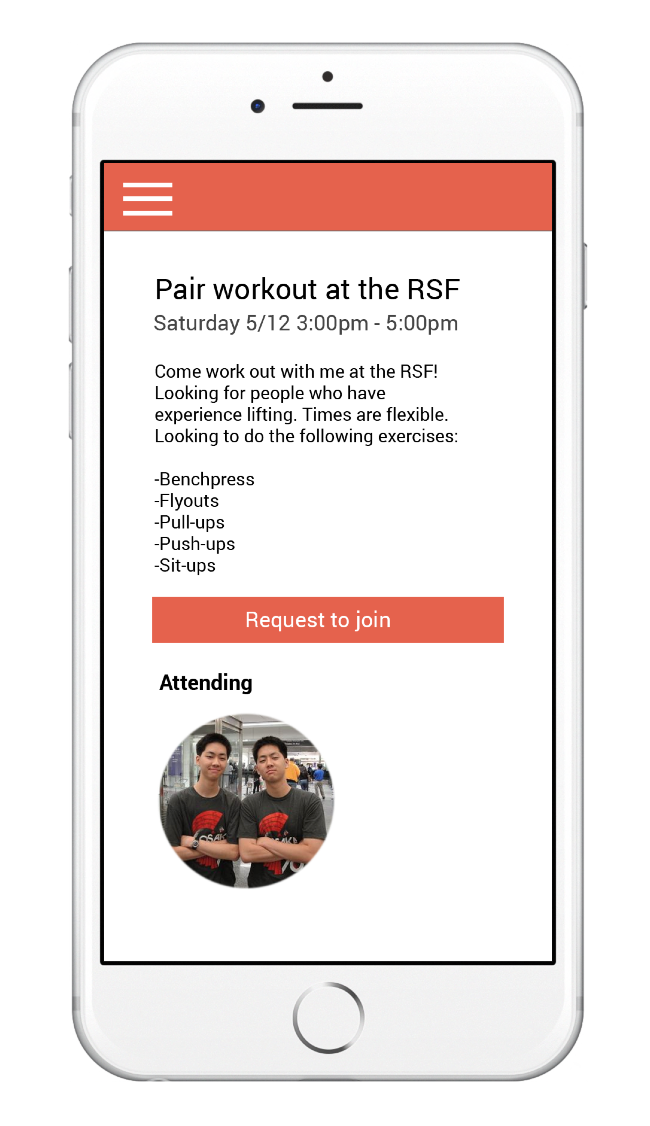 Pair workout at the RSF
Saturday 5/12 3:00pm - 5:00pm
Come work out with me at the RSF!
Looking for people who have
experience lifting. Times are flexible.
Looking to do the following exercises:
-Benchpress
-Flyouts
-Pull-ups
-Push-ups
-Sit-ups
Request to join
Attending